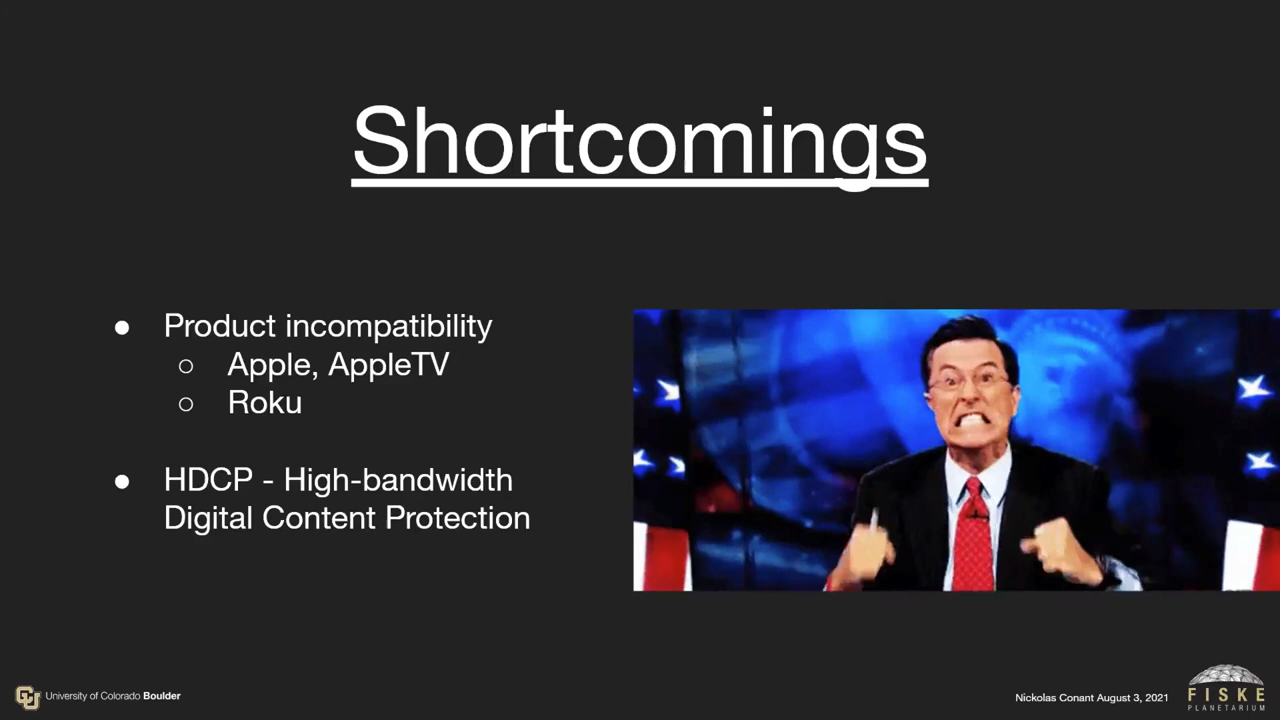 Shortcomings
● Product incompatibility
○ Apple, AppleTV
○ Roku
● HDCP - High-bandwidth
Digital Content Protection
CU University of Colorado Boulder
Nickolas Conant August 3, 2021
FISKE
PLANETARIUM